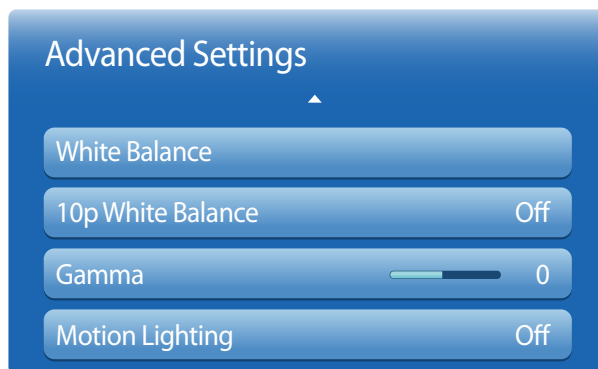 Advanced Settings
White Balance
10p White Balance Off
Gamma 0
Motion Lighting Off